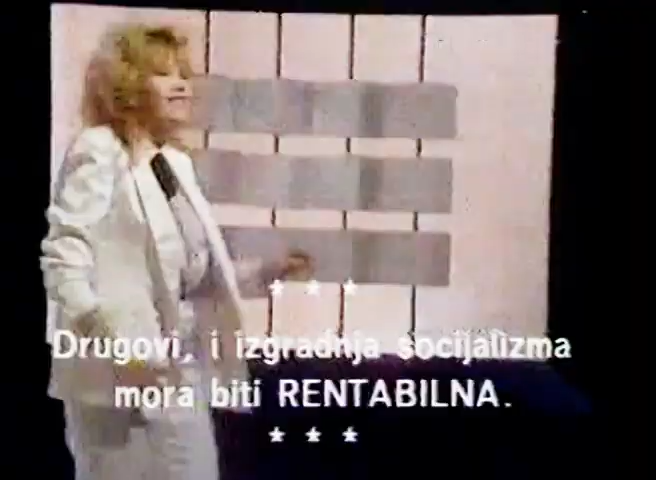 * * *
Drugovi, i izgradnja socijalizma
mora biti RENTABILNA.
* * *